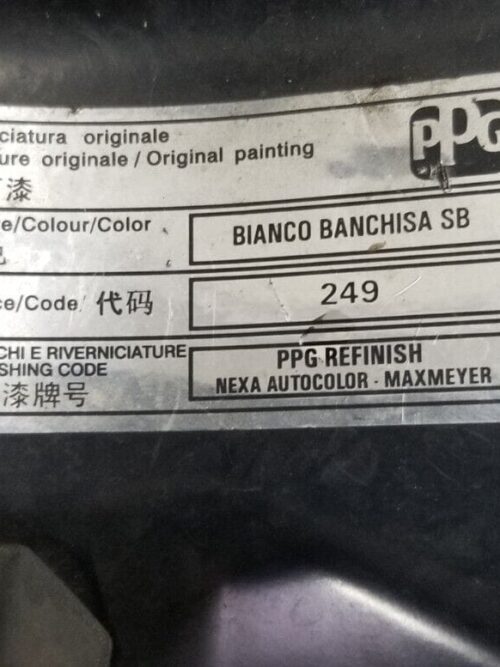 ciatura originale
ure originale / Original painting
漆
PPG
e/Colour/Color
BIANCO BANCHISA SB
ce/Code 代码
249
CHI E RIVERNICIATURE
SHING CODE
漆牌号
PPG REFINISH
NEXA AUTOCOLOR - MAXMEYER